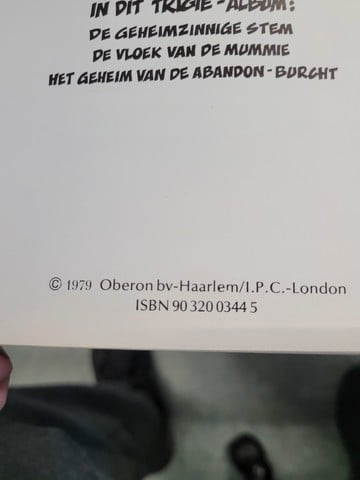 IN DIT TRIGIE-ALBUM:
DE GEHEIMZINNIGE STEM
DE VLOEK VAN DE MUMMIE
HET GEHEIM VAN DE ABANDON-BURCHT
© 1979 Oberon bv-Haarlem/I.P.C.-London
ISBN 90 320 0344 5